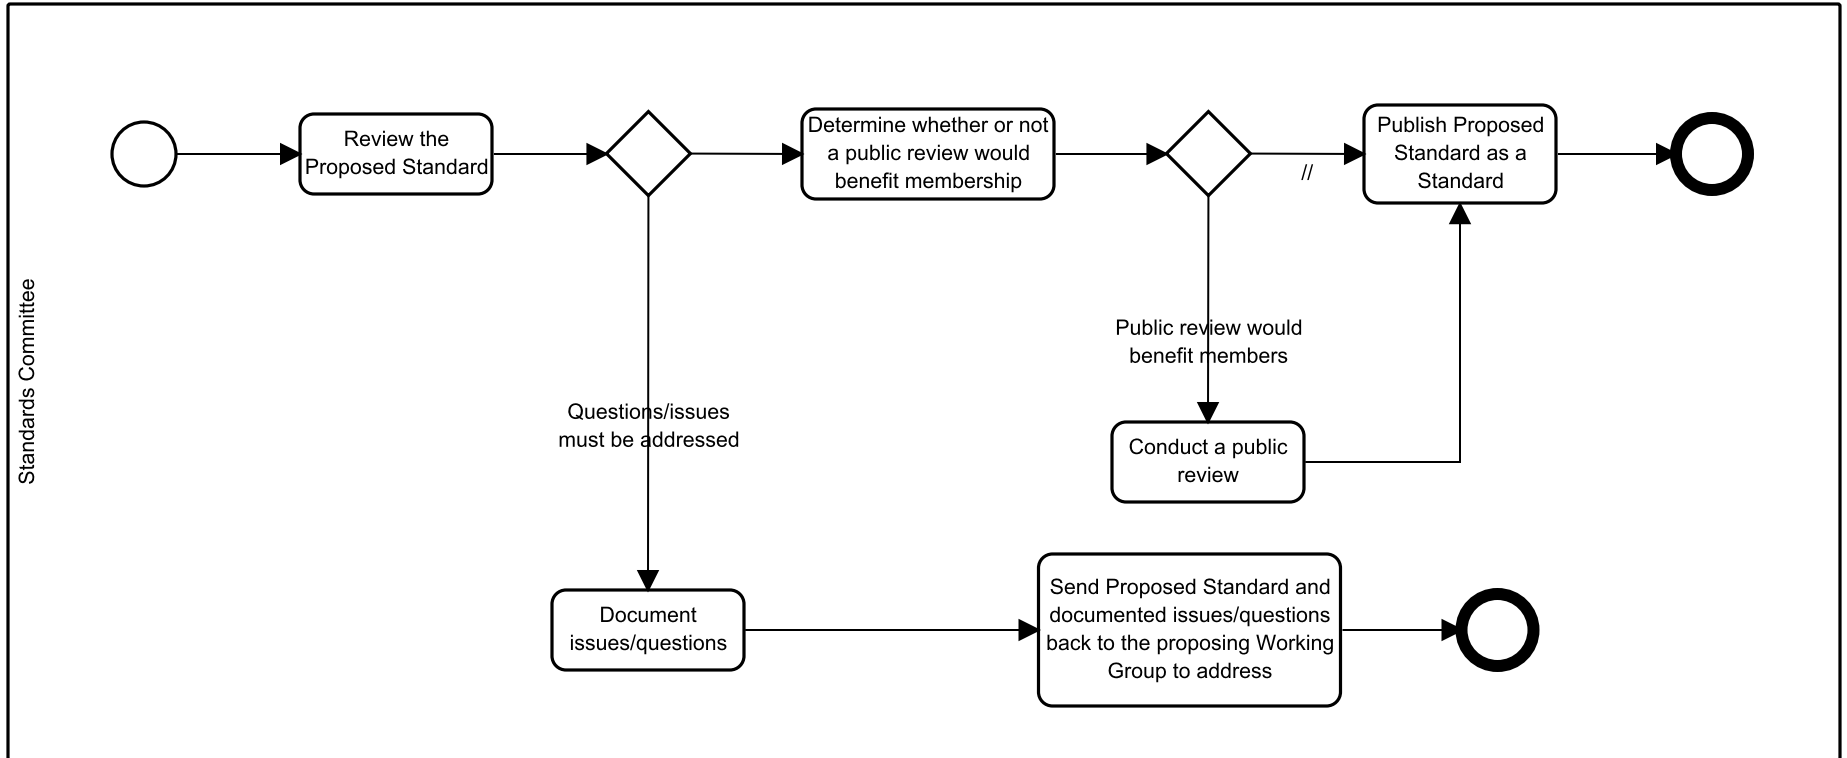 Standards Committee
Review the
Proposed Standard
Determine whether or not
a public review would
benefit membership
//
Publish Proposed
Standard as a
Standard
Public review would
benefit members
Questions/issues
must be addressed
Conduct a public
review
Document
issues/questions
Send Proposed Standard and
documented issues/questions
back to the proposing Working
Group to address